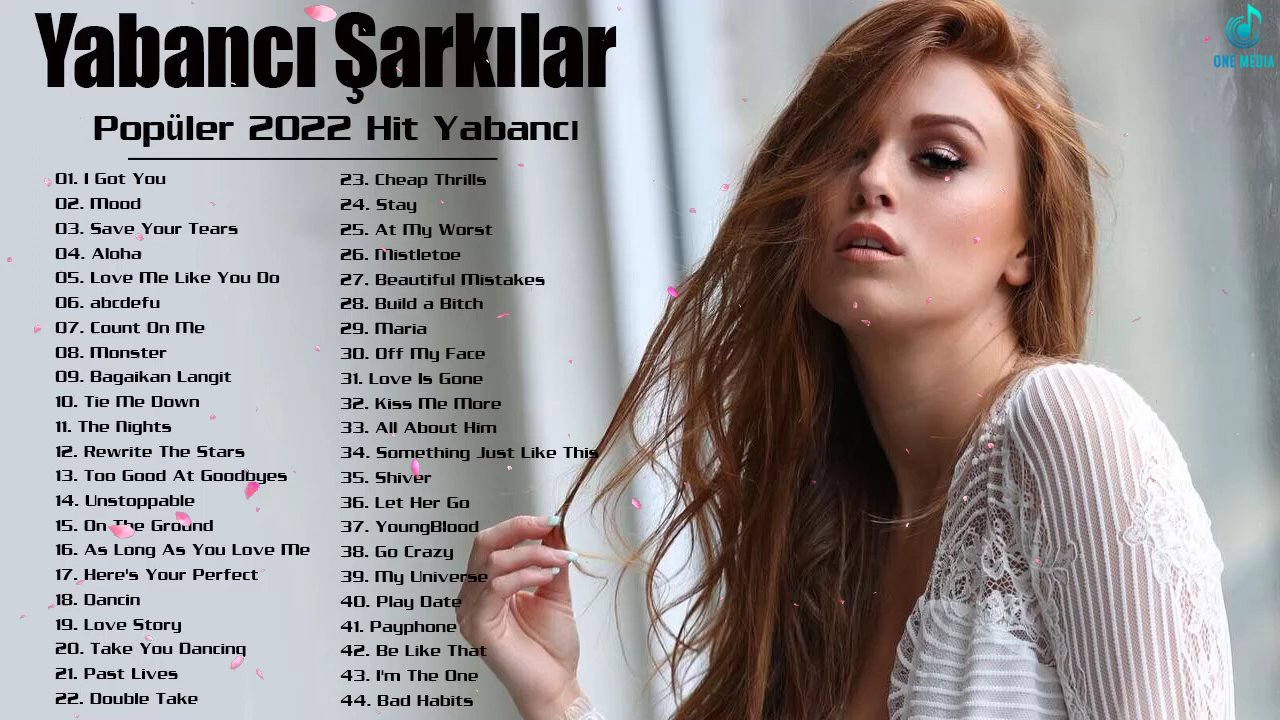 Yabancı Şarkılar
Popüler 2022 Hit Yabancı
01. I Got You
02. Mood
03. Save Your Tears
04. Aloha
05. Love Me Like You Do
06. abcdefu
07. Count On Me
08. Monster
09. Bagaikan Langit
10. Tie Me Down
11. The Nights
12. Rewrite The Stars
13. Too Good At Goodbyes
14. Unstoppable
15. On The Ground
16. As Long As You Love Me
17. Here's Your Perfect
18. Dancin
19. Love Story
20. Take You Dancing
21. Past Lives
22. Double Take
23. Cheap Thrills
24. Stay
25. At My Worst
26. Mistletoe
27. Beautiful Mistakes
28. Build a Bitch
29. Maria
30. Off My Face
31. Love Is Gone
32. Kiss Me More
33. All About Him
34. Something Just Like This
35. Shiver
36. Let Her Go
37. YoungBlood
38. Go Crazy
39. My Universe
40. Play Date
41. Payphone
42. Be Like That
43. I'm The One
44. Bad Habits
ONE MEDIA